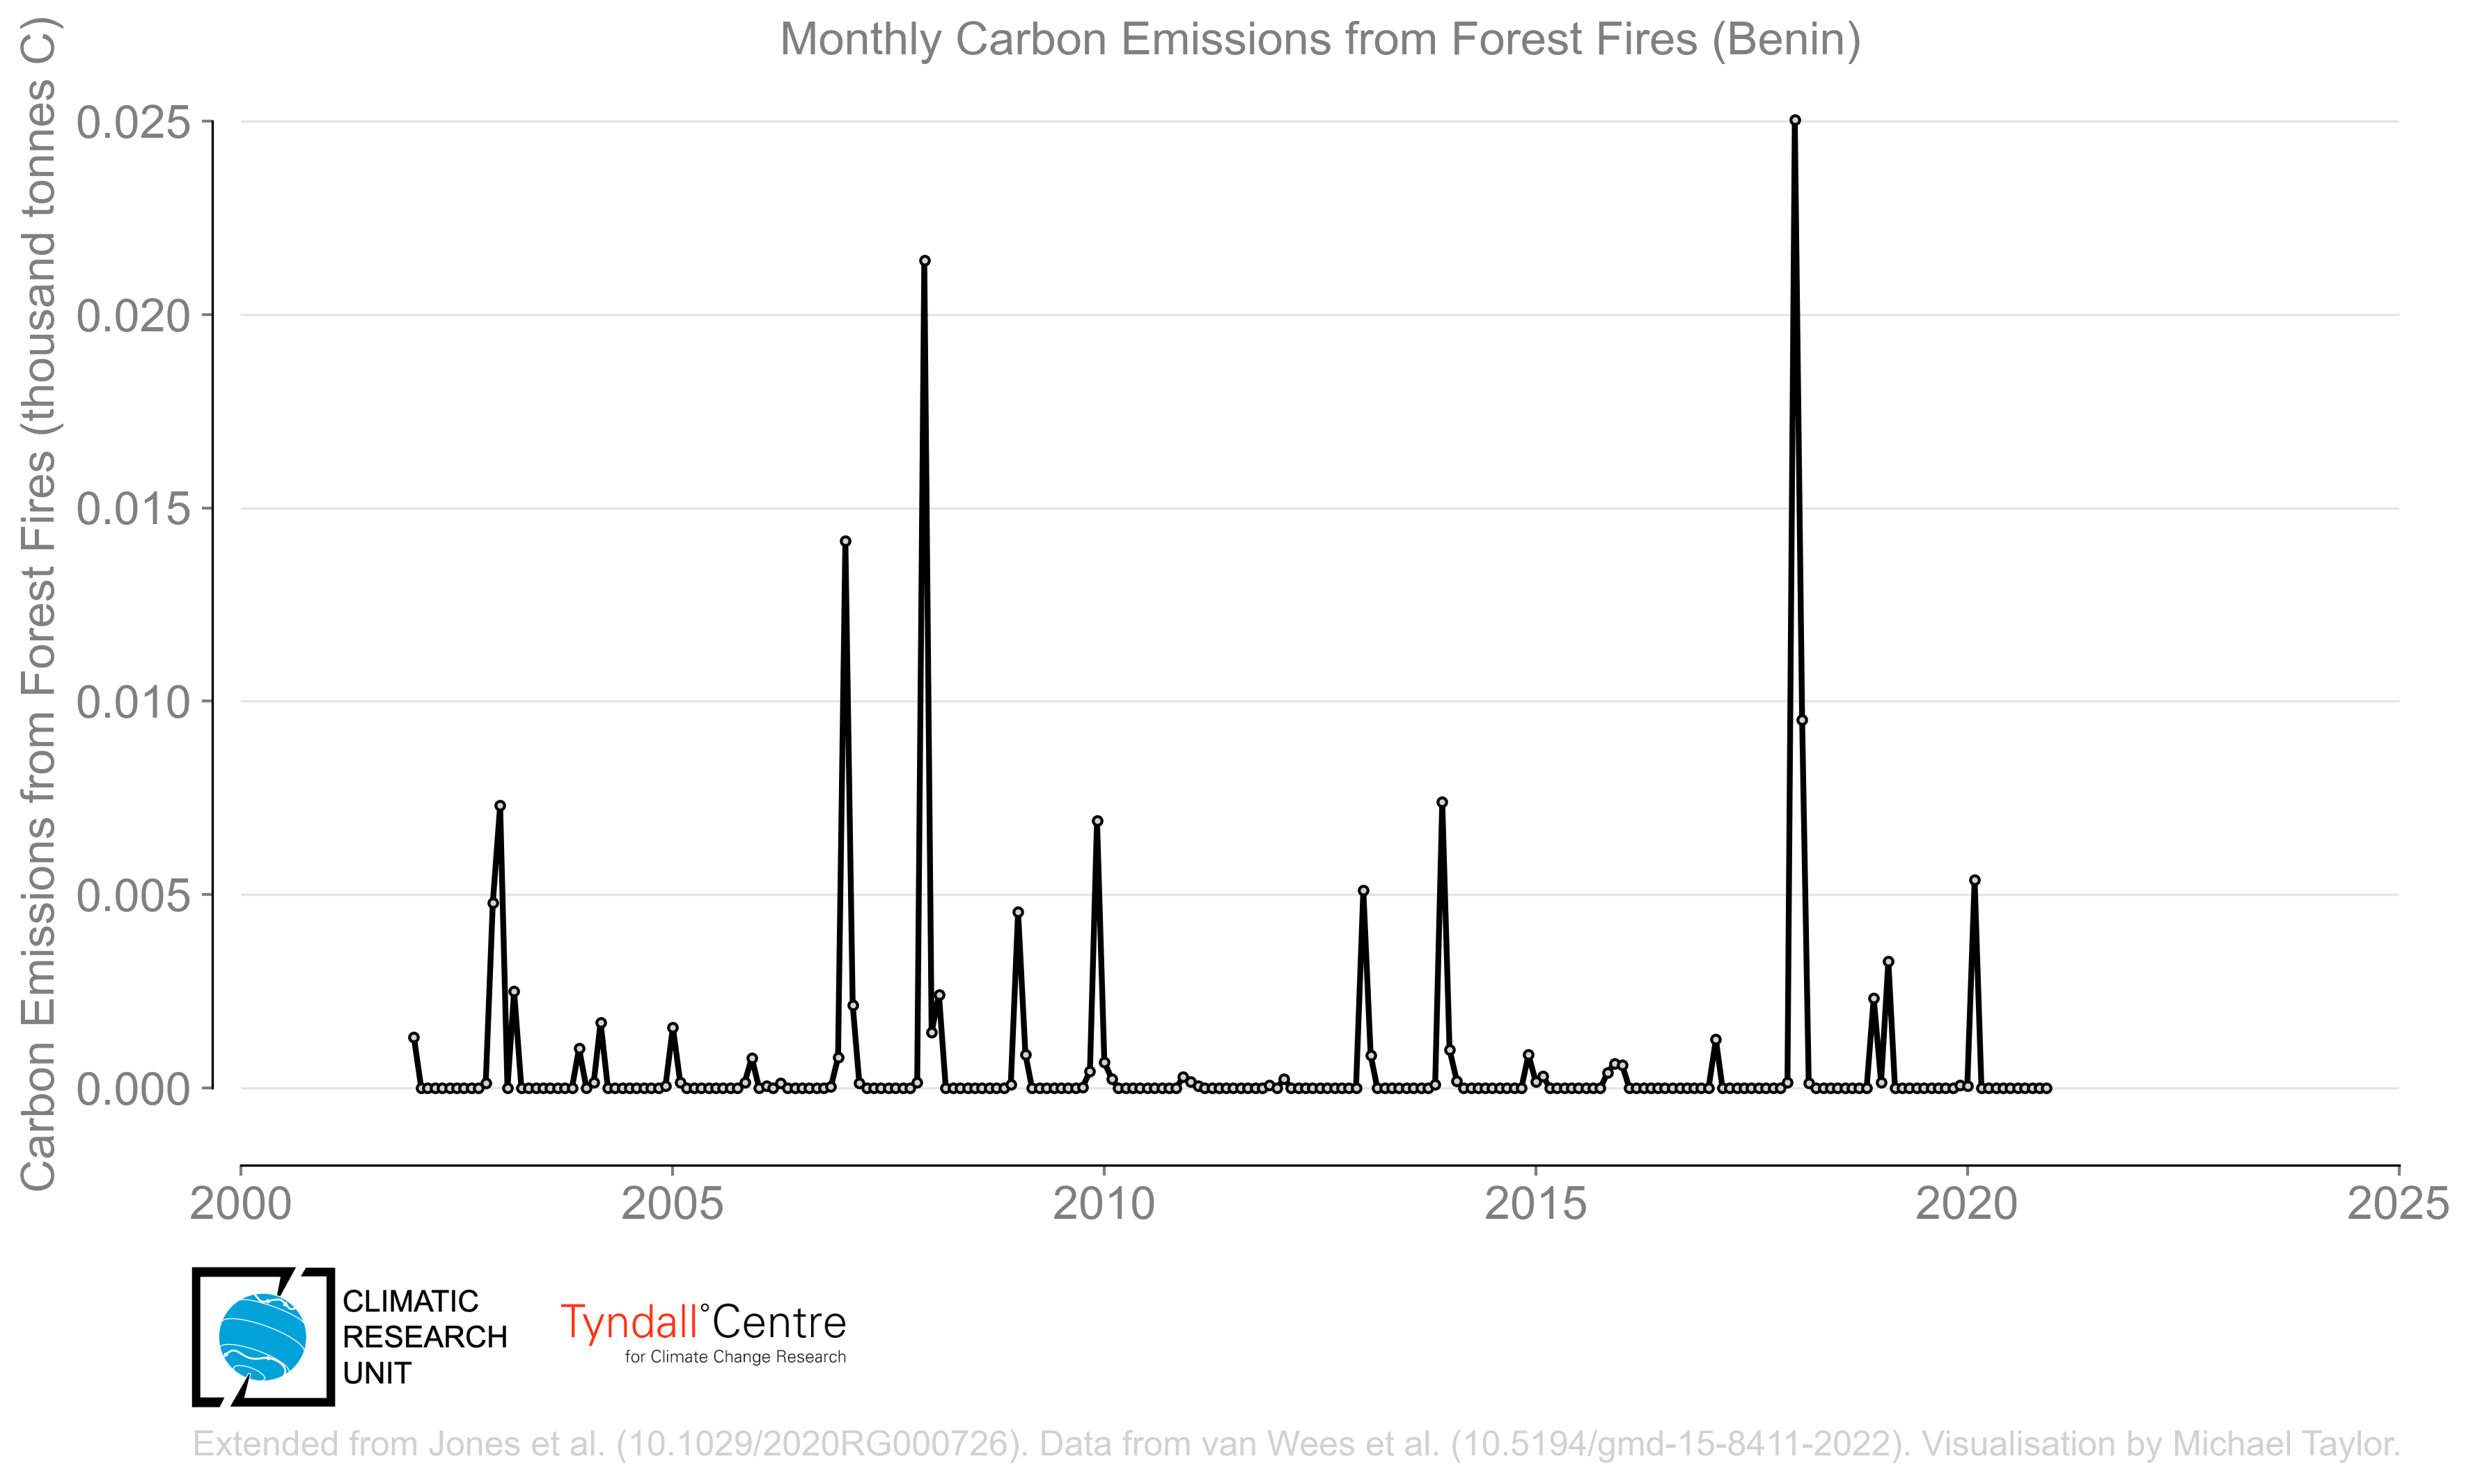 Monthly Carbon Emissions from Forest Fires (Benin)
Carbon Emissions from Forest Fires (thousand tonnes C)
0.025
0.020
0.015
0.010
0.005
0.000
2000 2005 2010 2015 2020 2025
CLIMATIC
RESEARCH
UNIT
Tyndall°Centre
for Climate Change Research
Extended from Jones et al. (10.1029/2020RG000726). Data from van Wees et al. (10.5194/gmd-15-8411-2022). Visualisation by Michael Taylor.